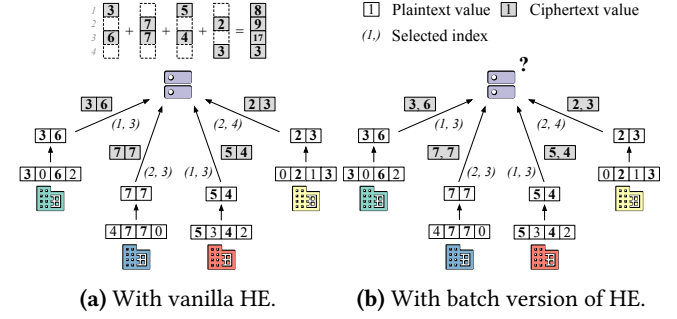 1 3 5 8
2 7 2 9
3 6 + 7 + 4 + = 17
4 3 3
1 Plaintext value 1 Ciphertext value
(1,) Selected index
3 6
2 3
(1, 3)
(2, 4)
3 6
7 7
5 4
2 3
3 0 6 2
(2, 3)
(1, 3)
0 2 1 3
7 7
5 4
4 7 7 0
5 3 4 2
(a) With vanilla HE.
?
3, 6
2, 3
(1, 3)
(2, 4)
3 6
7, 7
5, 4
2 3
3 0 6 2
(2, 3)
(1, 3)
0 2 1 3
7 7
5 4
4 7 7 0
5 3 4 2
(b) With batch version of HE.